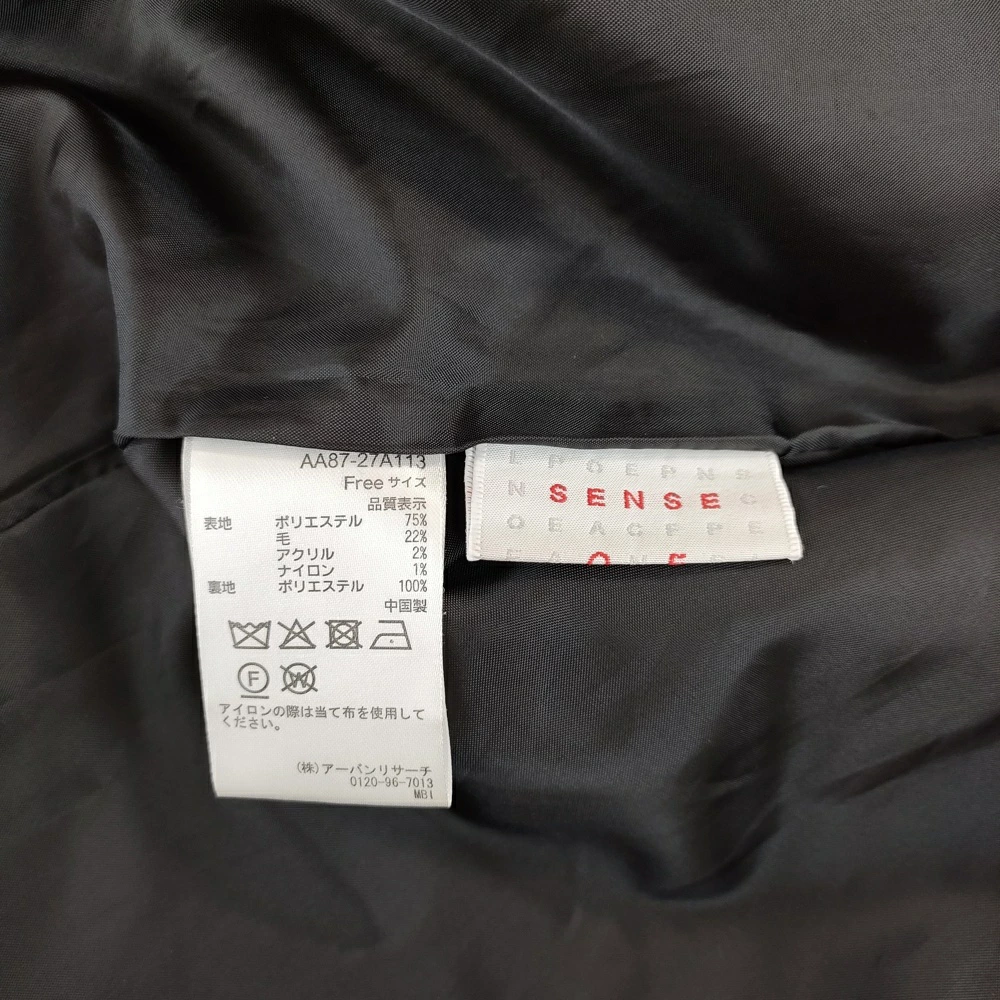 AA87-27A113
Free サイズ
品質表示
表地 ポリエステル 75%
毛 22%
アクリル 2%
ナイロン 1%
裏地 ポリエステル 100%
中国製
F W
アイロンの際は当て布を使用して
ください。
(株)アーバンリサーチ
0120-96-7013
MBI
L P O E P N S
N SENSE C
O E A C F P E